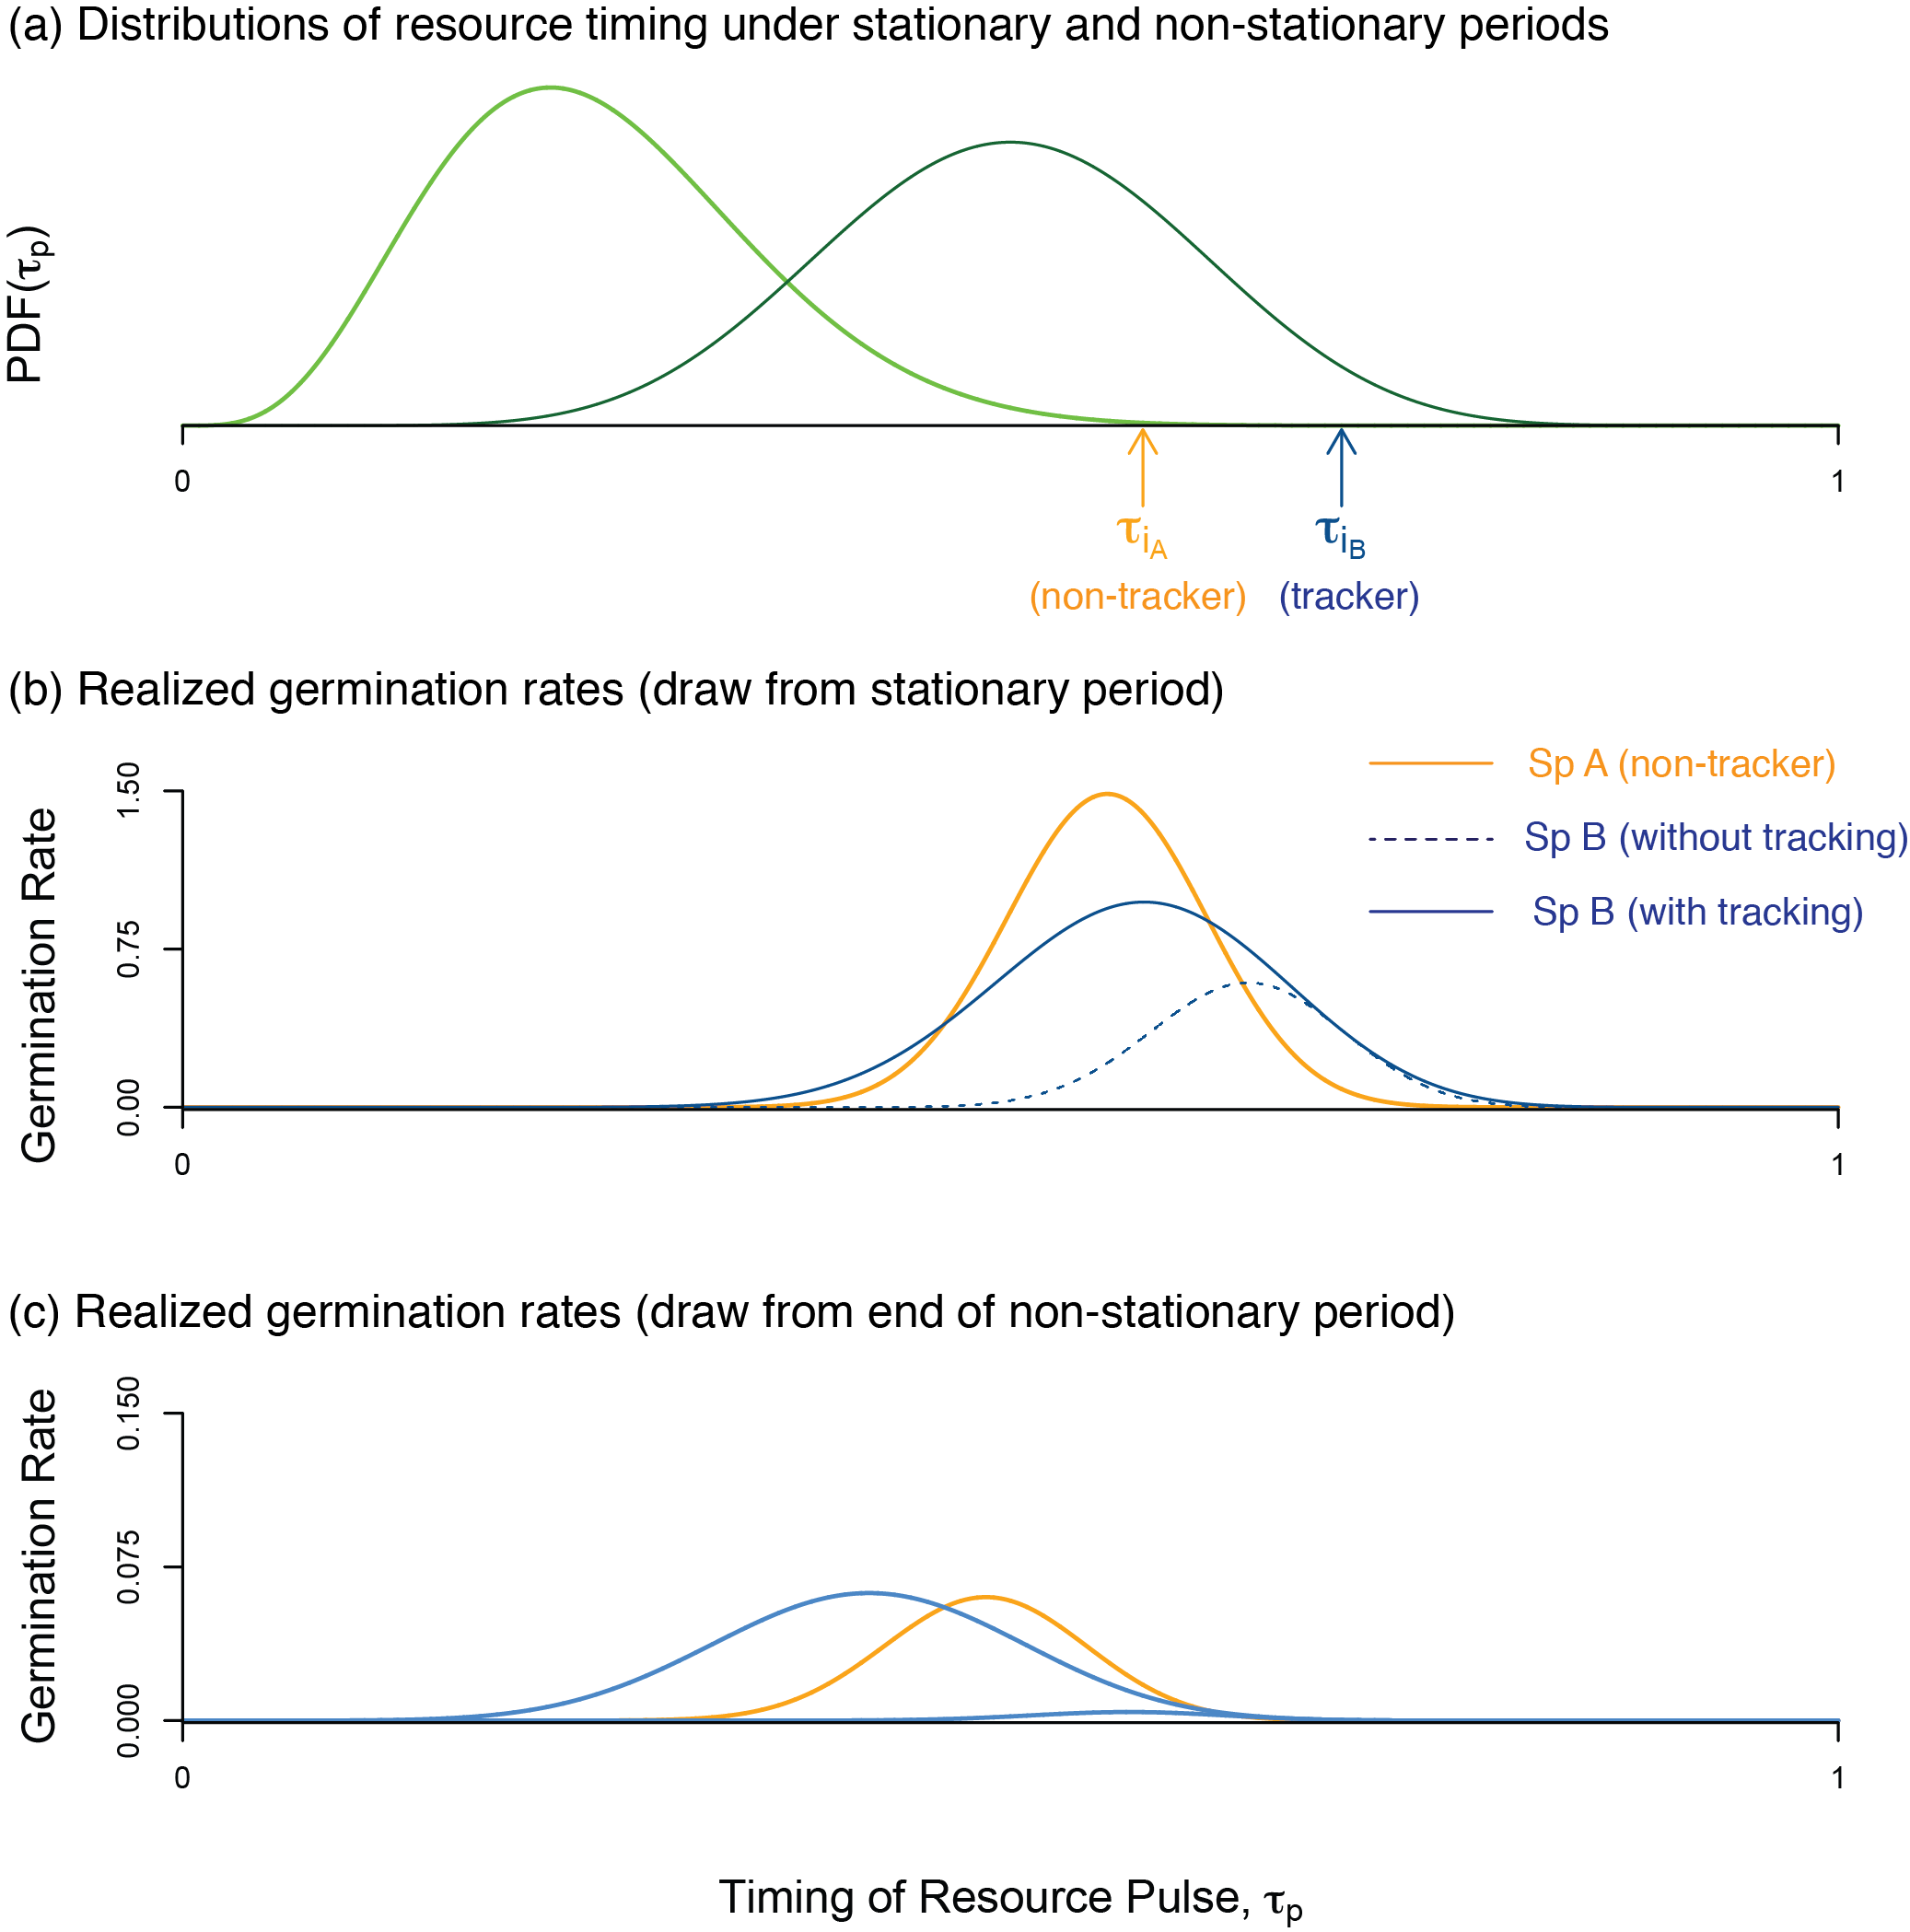 (a) Distributions of resource timing under stationary and non-stationary periods
PDF(τp)
0
1
τiA
τiB
(non-tracker)
(tracker)
(b) Realized germination rates (draw from stationary period)
Germination Rate
1.50
0.75
0.00
Sp A (non-tracker)
Sp B (without tracking)
Sp B (with tracking)
0
1
(c) Realized germination rates (draw from end of non-stationary period)
Germination Rate
0.150
0.075
0.000
0
1
Timing of Resource Pulse, τp